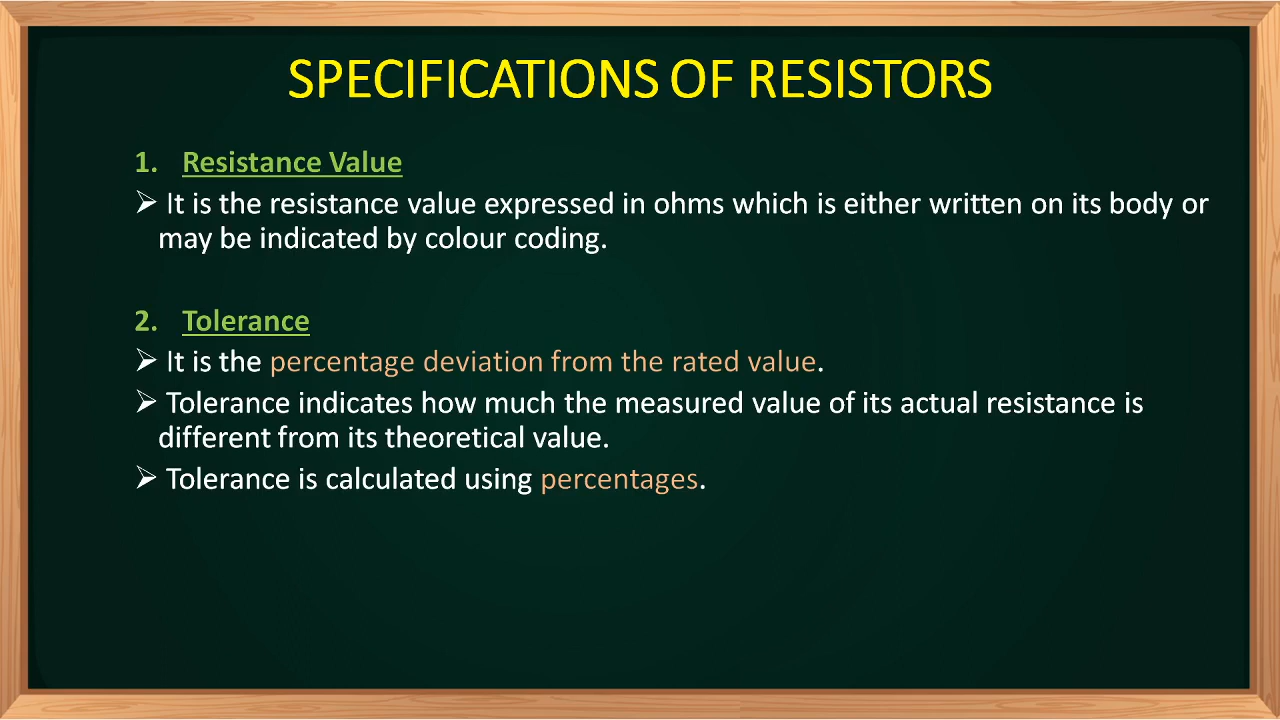 SPECIFICATIONS OF RESISTORS
1. Resistance Value
➢ It is the resistance value expressed in ohms which is either written on its body or
may be indicated by colour coding.
2. Tolerance
➢ It is the percentage deviation from the rated value.
➢ Tolerance indicates how much the measured value of its actual resistance is
different from its theoretical value.
➢ Tolerance is calculated using percentages.